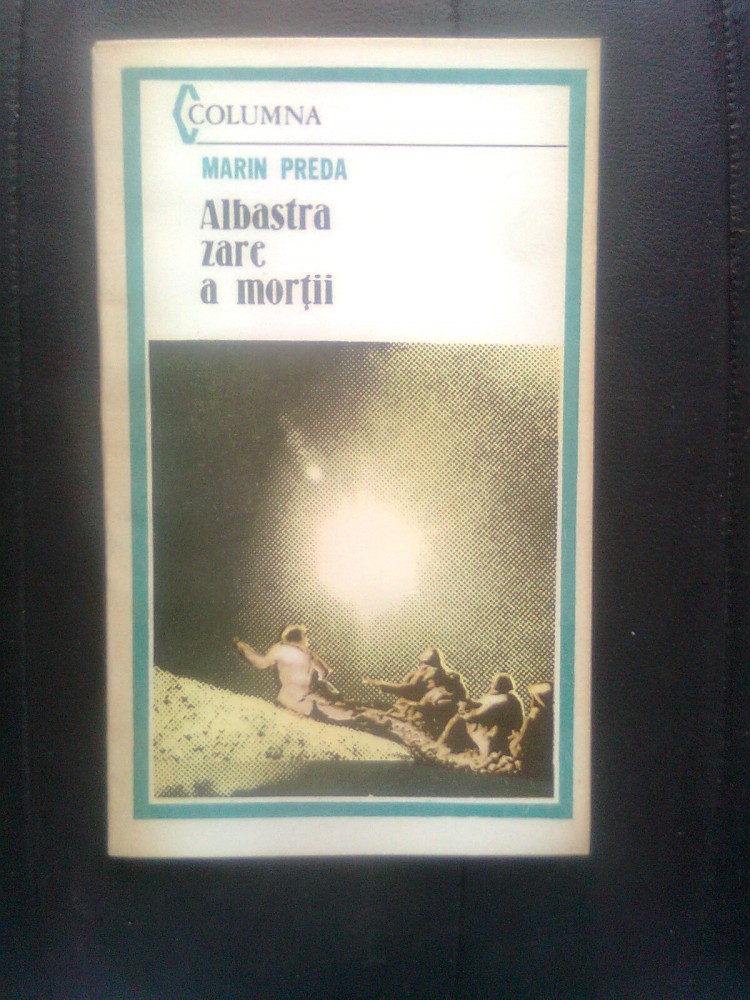 COLUMNA
MARIN PREDA
Albastra
zare
a morții